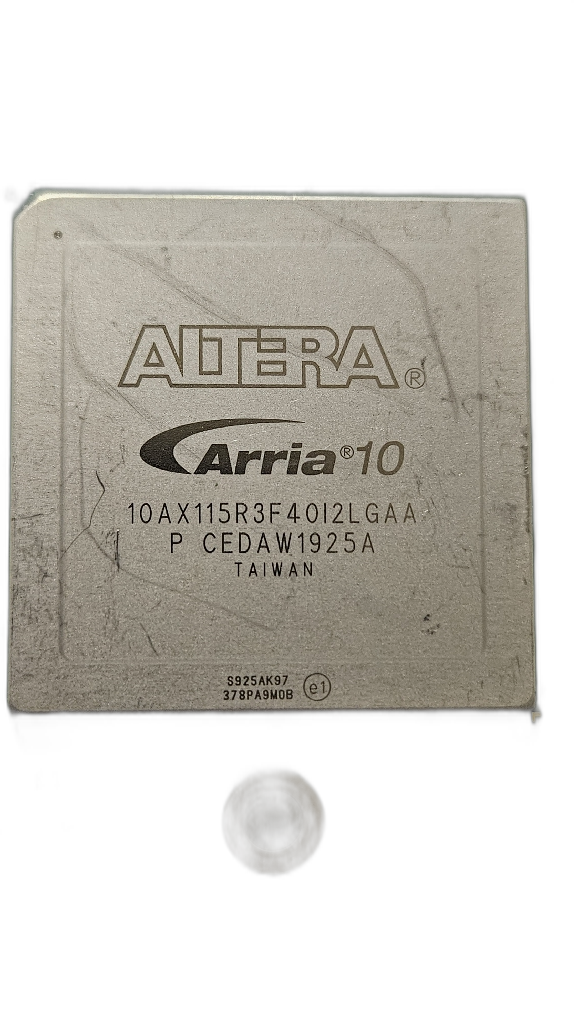 ALTERA®
Arria® 10
10AX115R3F40I2LGAA
P CEDAW1925A
TAIWAN
S925AK97
378PA9M0B
e1